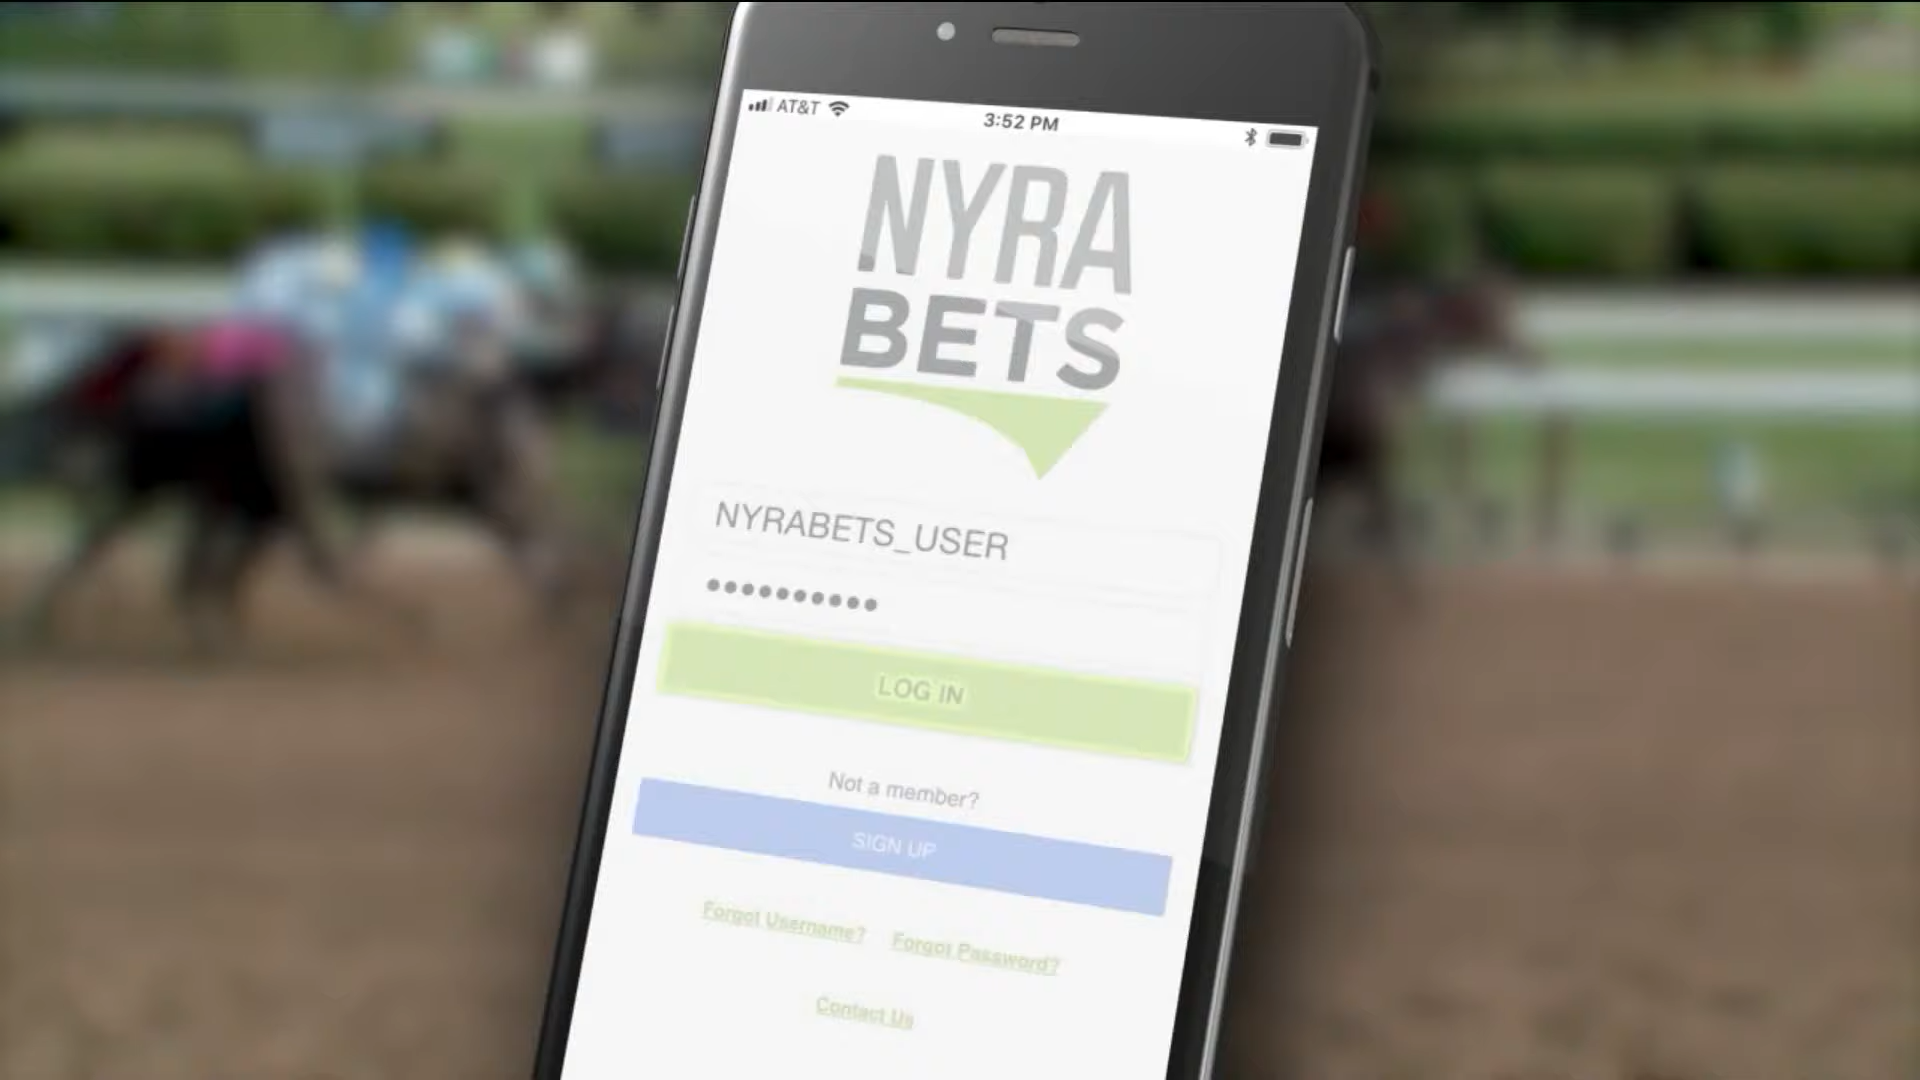 AT&T
3:52 PM
NYRA
BETS
NYRABETS_USER
••••••••••
LOG IN
Not a member?
SIGN UP
Forgot Username? Forgot Password?
Contact Us